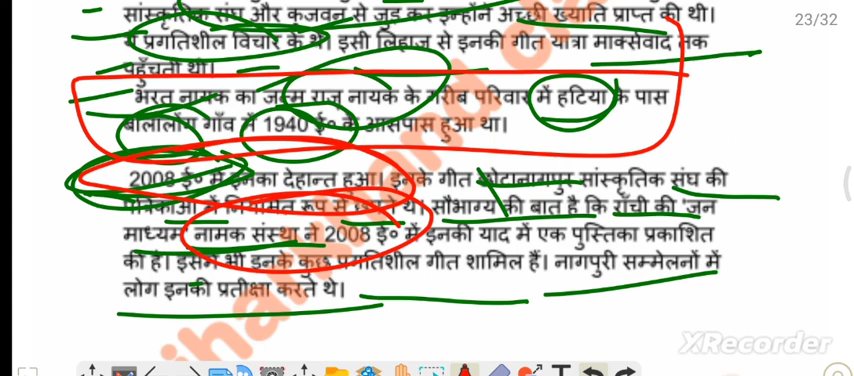 सांस्कृतिक संघ और कजवन से जुड़ कर इन्होंने अच्छी ख्याति प्राप्त की थी।
23/32
ये प्रगतिशील विचार के थे। इसी लिहाज से इनकी गीत यात्रा मार्क्सवाद तक
पहुँचती थी।
भरत नायक का जन्म राजू नायक के गरीब परिवार में हटिया के पास
बालालोंग गाँव में 1940 ई० के आसपास हुआ था।
2008 ई० में इनका देहान्त हुआ। इनके गीत छोटानागपुर सांस्कृतिक संघ की
पत्रिकाओं में नियमित रूप से छपते थे। सौभाग्य की बात है कि राँची की 'जन
माध्यम नामक संस्था ने 2008 ई० में इनकी याद में एक पुस्तिका प्रकाशित
की है। इसमें भी इनके कुछ प्रगतिशील गीत शामिल हैं। नागपुरी सम्मेलनों में
लोग इनकी प्रतीक्षा करते थे।
jharkhand
XRecorder